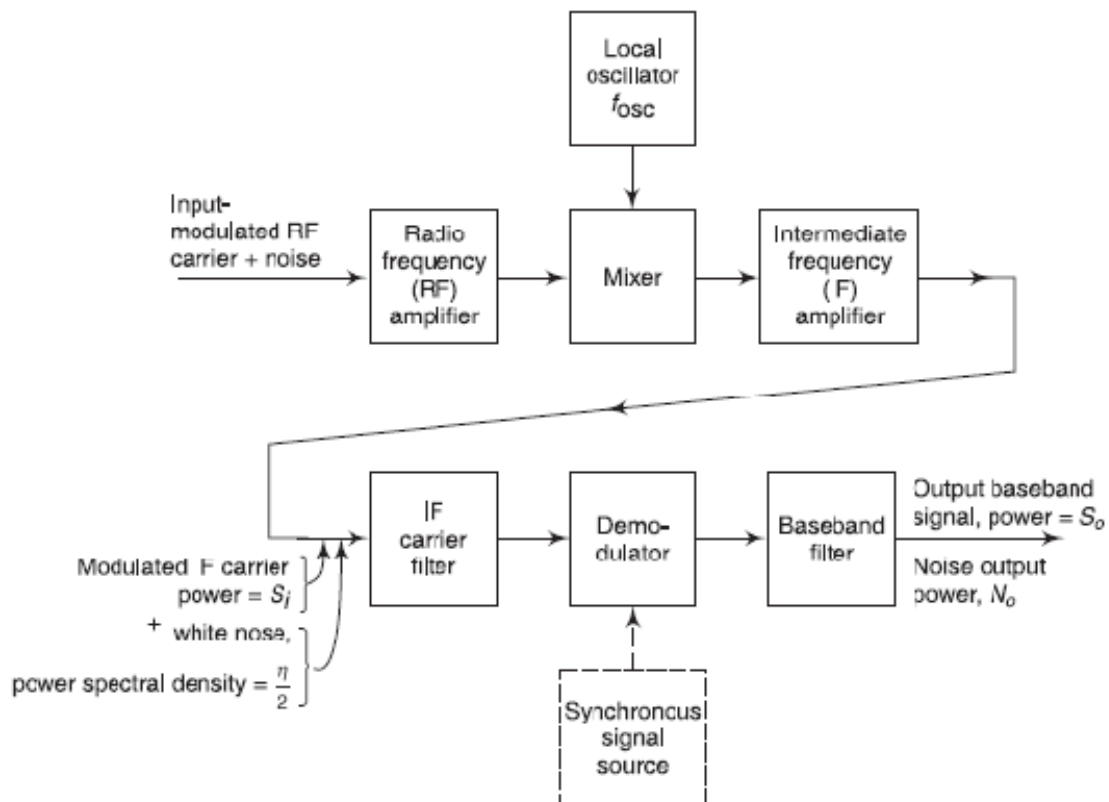 Local
oscillator
fosc
Input-
modulated RF
carrier + noise
Radio
frequency
(RF)
amplifier
Mixer
Intermediate
frequency
( F)
amplifier
IF
carrier
filter
Demo-
dulator
Baseband
filter
Output baseband
signal, power = So
Noise output
power, No
Modulated F carrier
power = Si
+ white nose,
power spectral density = η/2
Synchronous
signal
source